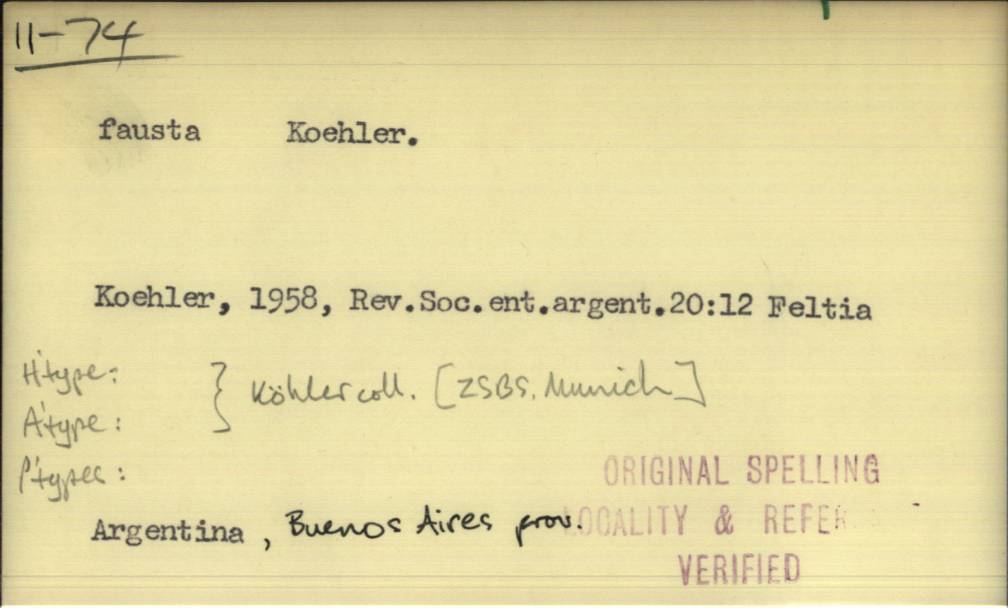 11-74
fausta Koehler.
Koehler, 1958, Rev.Soc.ent.argent.20:12 Feltia
H'type:
} Köhler coll. [ZSBS, Munich]
A'type:
P'types:
ORIGINAL SPELLING
Argentina, Buenos Aires prov.
LOCALITY & REFER
VERIFIED